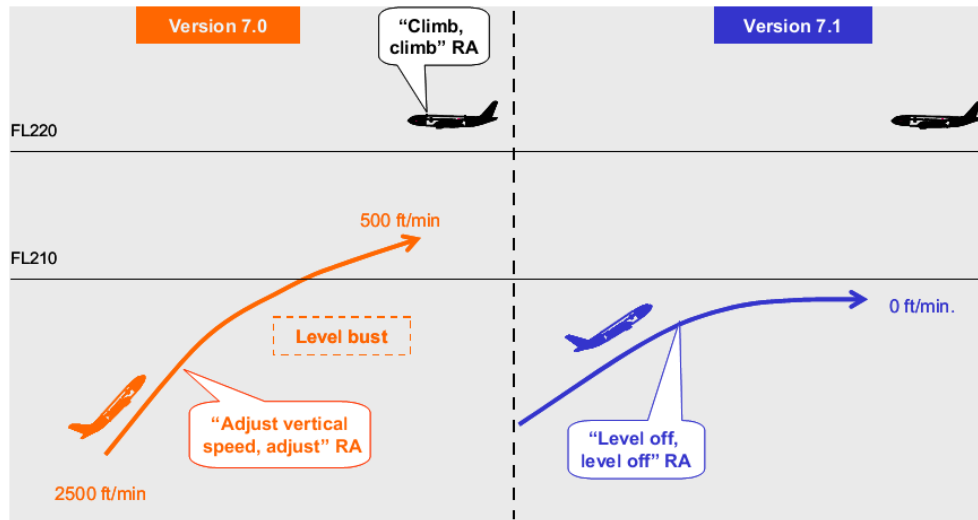 Version 7.0
“Climb,
climb” RA
Version 7.1
FL220
500 ft/min
FL210
0 ft/min.
Level bust
“Adjust vertical
speed, adjust” RA
“Level off,
level off” RA
2500 ft/min